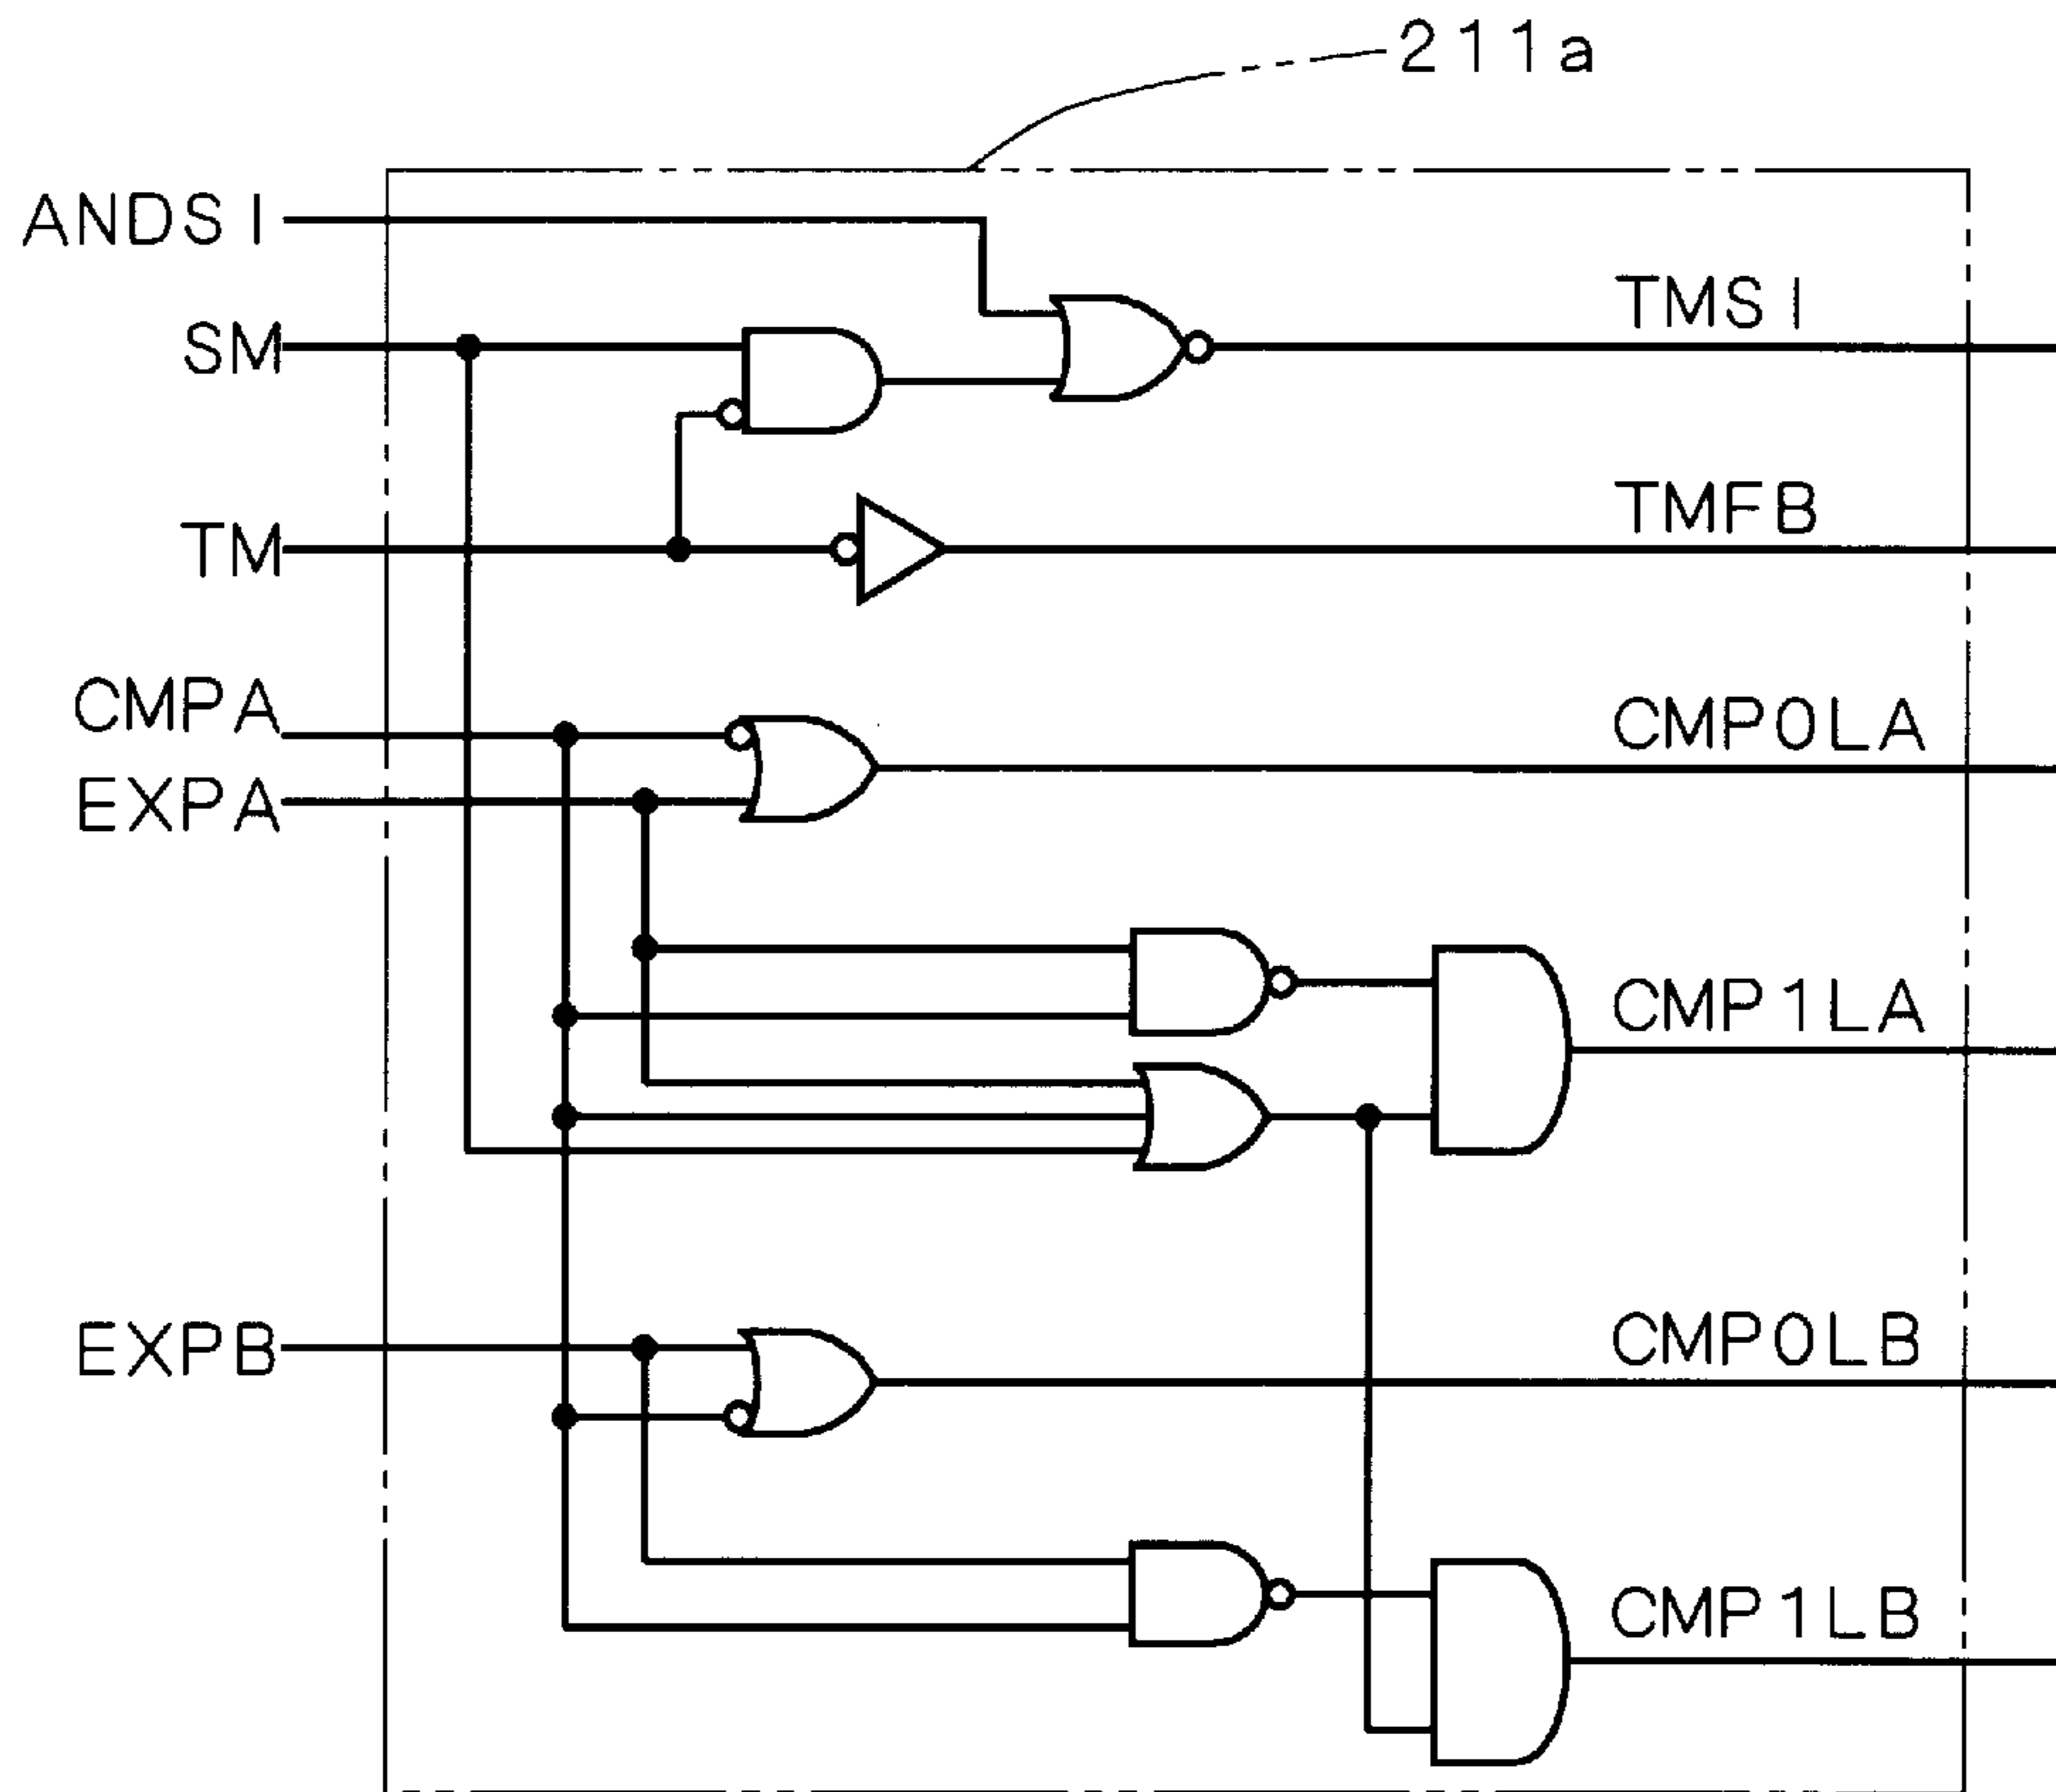 211a
ANDSI
SM
TMSI
TM
TMFB
CMPA
CMP0LA
EXPA
CMP1LA
EXPB
CMP0LB
CMP1LB